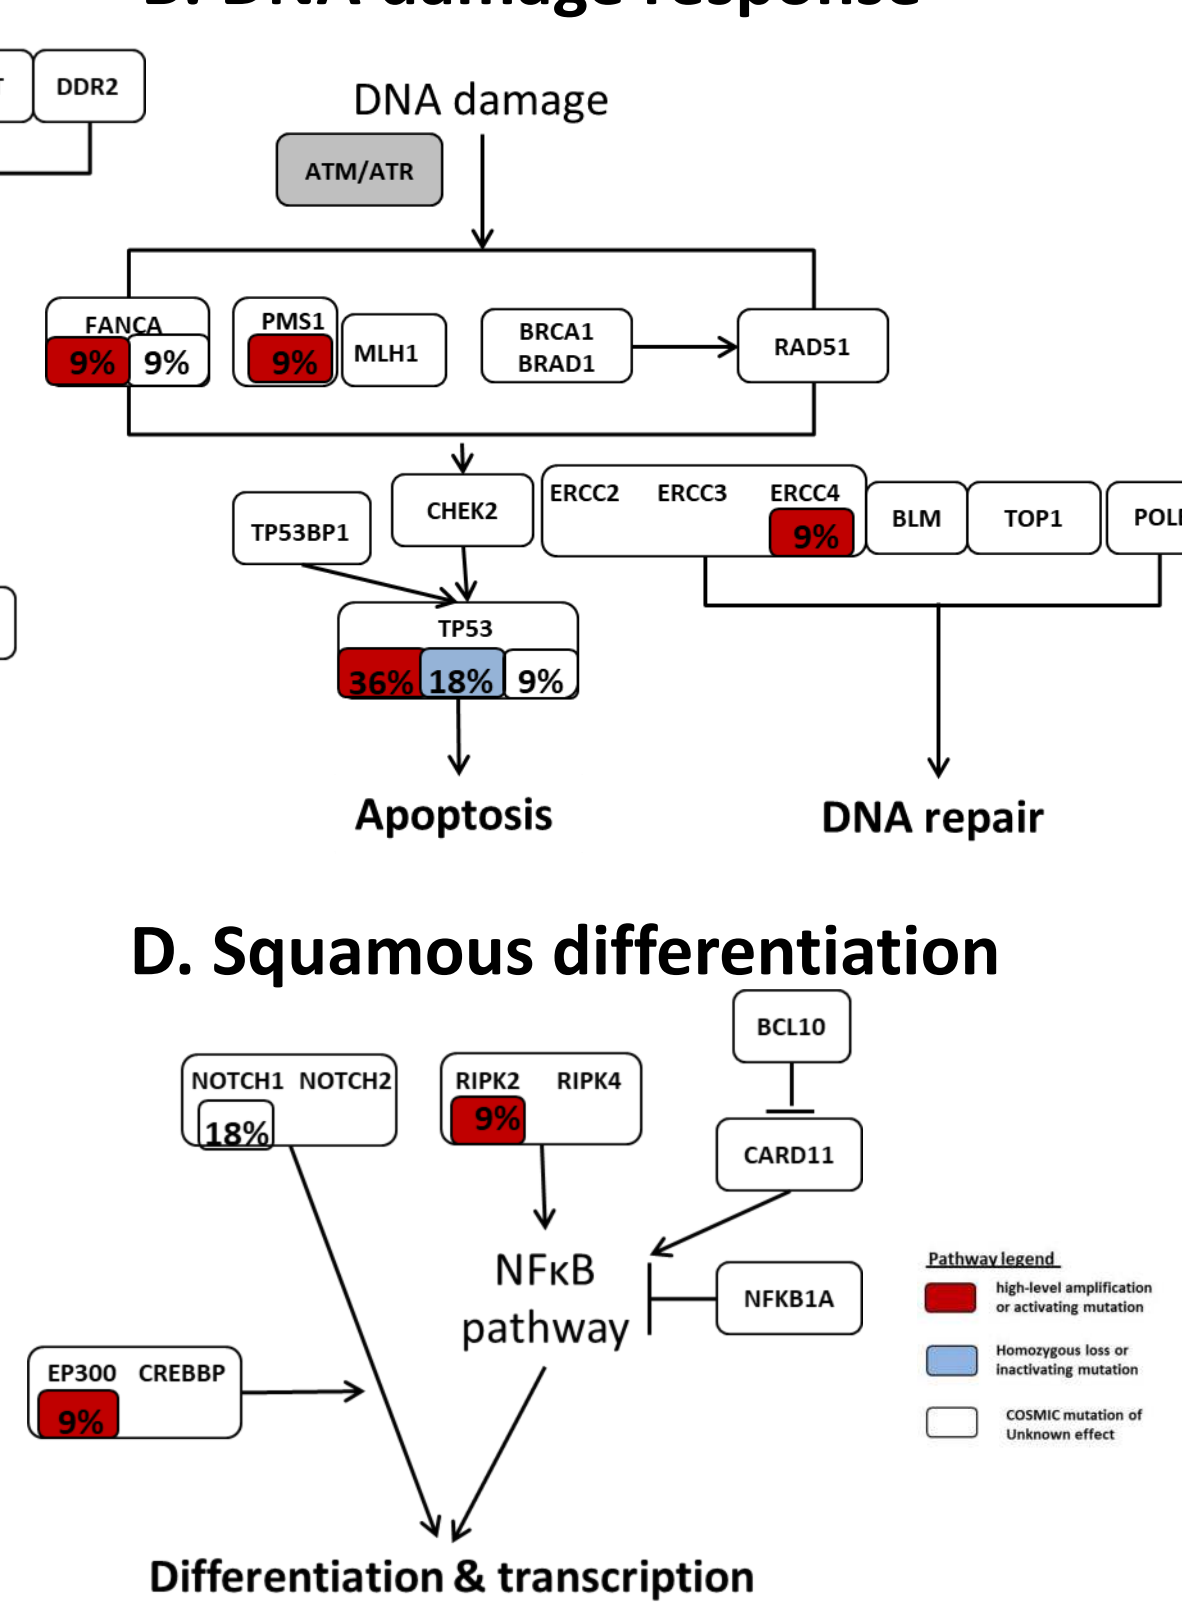 B. DNA damage response
DDR2
DNA damage
ATM/ATR
FANCA
9% 9%
PMS1
9%
MLH1
BRCA1
BRAD1
RAD51
TP53BP1
CHEK2
ERCC2 ERCC3 ERCC4
9%
BLM
TOP1
TP53
36% 18% 9%
Apoptosis
DNA repair
D. Squamous differentiation
BCL10
NOTCH1 NOTCH2
18%
RIPK2 RIPK4
9%
CARD11
NFκB
pathway
NFKB1A
EP300 CREBBP
9%
Pathway legend
high-level amplification
or activating mutation
Homozygous loss or
inactivating mutation
COSMIC mutation of
Unknown effect
Differentiation & transcription